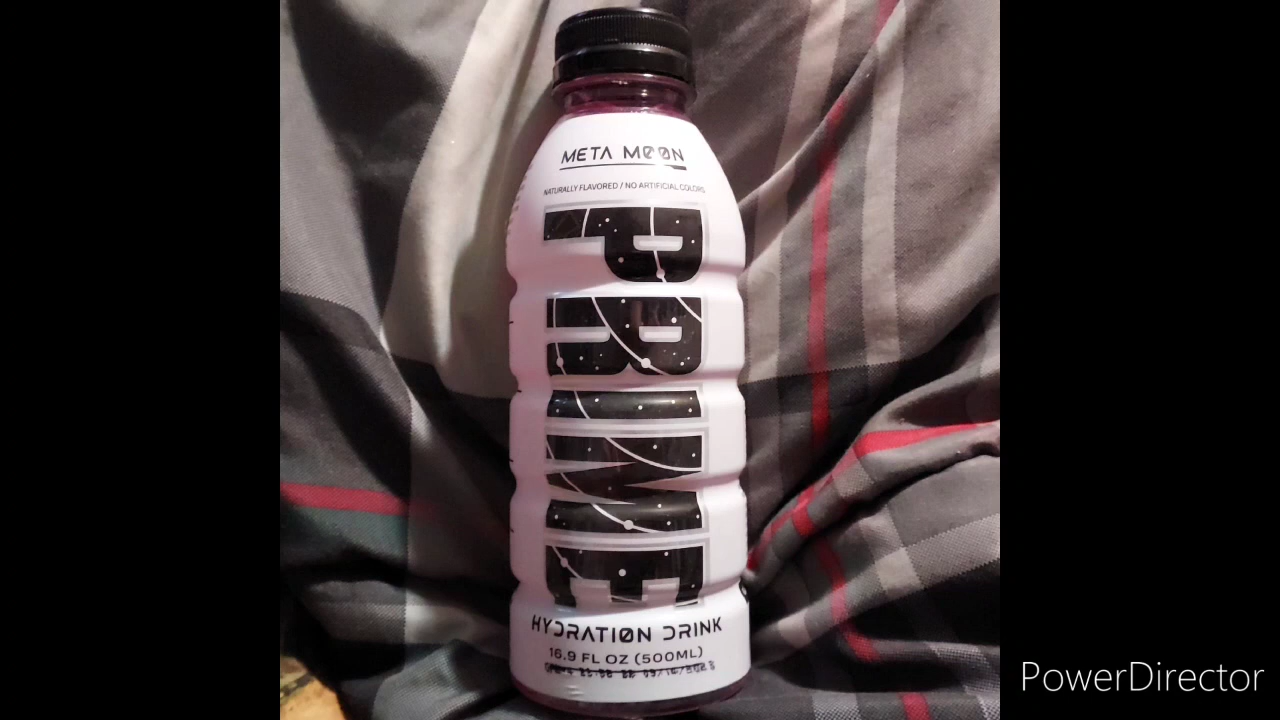 META MØØN
NATURALLY FLAVORED / NO ARTIFICIAL COLORS
PRIME
HYDRATIØN DRINK
16.9 FL OZ (500ML)
PowerDirector